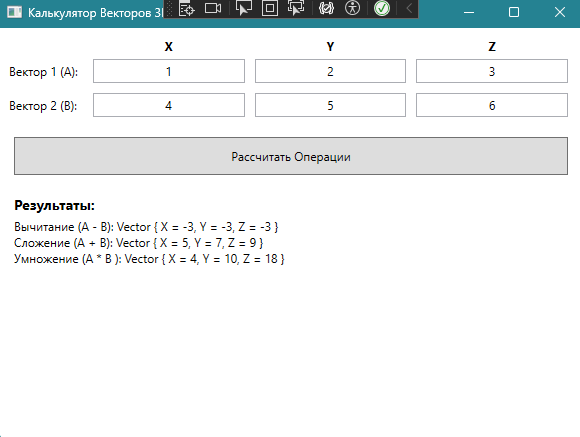 Калькулятор Векторов 3
X Y Z
Вектор 1 (A): 1 2 3
Вектор 2 (B): 4 5 6
Рассчитать Операции
Результаты:
Вычитание (A - B): Vector { X = -3, Y = -3, Z = -3 }
Сложение (A + B): Vector { X = 5, Y = 7, Z = 9 }
Умножение (A * B ): Vector { X = 4, Y = 10, Z = 18 }